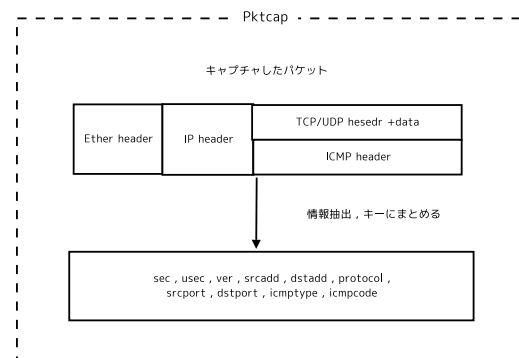 Pktcap
キャプチャしたパケット
Ether header
IP header
TCP/UDP hesedr +data
ICMP header
情報抽出 , キーにまとめる
sec , usec , ver , srcadd , dstadd , protocol ,
srcport , dstport , icmptype , icmpcode